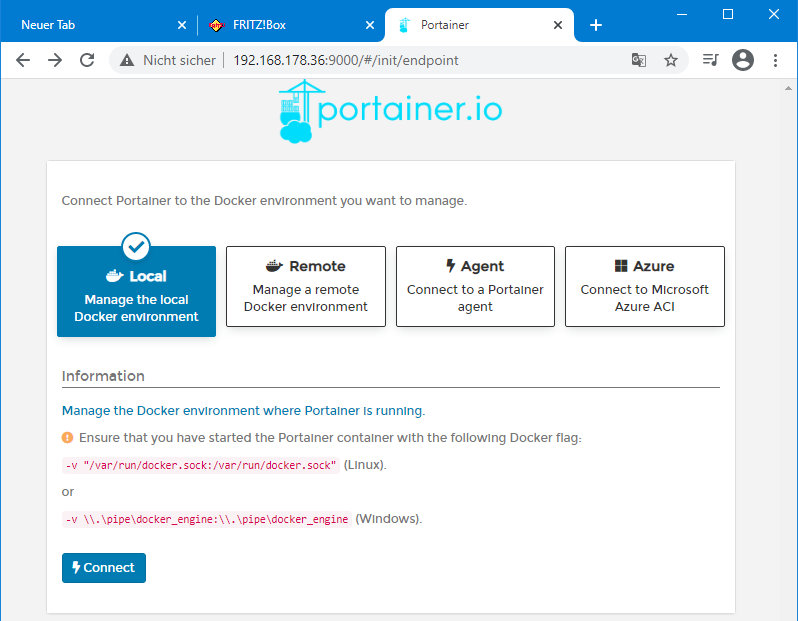 Neuer Tab
FRITZ!Box
Portainer
Nicht sicher
192.168.178.36:9000/#/init/endpoint
portainer.io
Connect Portainer to the Docker environment you want to manage.
Local
Manage the local
Docker environment
Remote
Manage a remote
Docker environment
Agent
Connect to a Portainer
agent
Azure
Connect to Microsoft
Azure ACI
Information
Manage the Docker environment where Portainer is running.
Ensure that you have started the Portainer container with the following Docker flag:
-v "/var/run/docker.sock:/var/run/docker.sock" (Linux).
or
-v \\.\pipe\docker_engine:\\.\pipe\docker_engine (Windows).
Connect